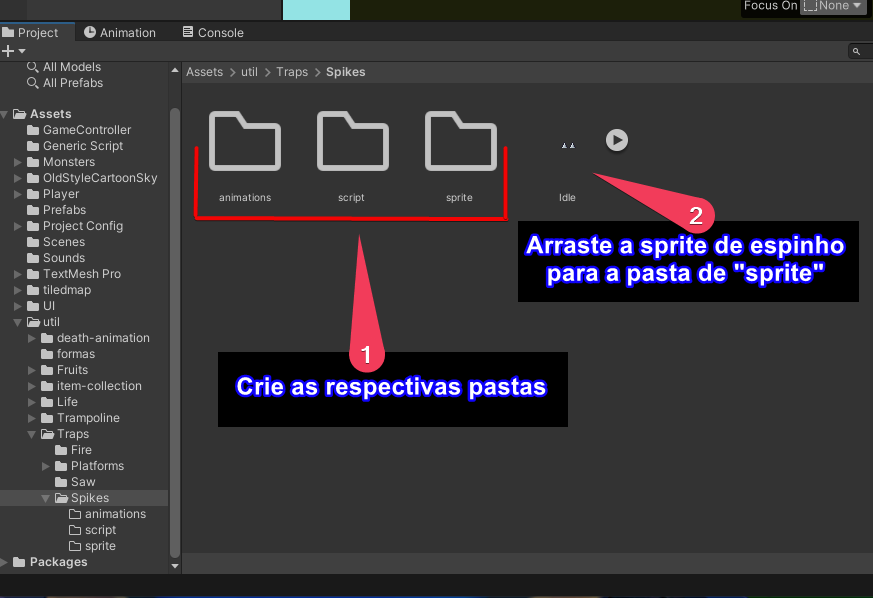 Focus On None
Project Animation Console
All Models
All Prefabs
Assets
GameController
Generic Script
Monsters
OldStyleCartoonSky
Player
Prefabs
Project Config
Scenes
Sounds
TextMesh Pro
tiledmap
UI
util
death-animation
formas
Fruits
item-collection
Life
Trampoline
Traps
Fire
Platforms
Saw
Spikes
animations
script
sprite
Packages
Assets > util > Traps > Spikes
animations script sprite Idle
1
Crie as respectivas pastas
2
Arraste a sprite de espinho
para a pasta de "sprite"